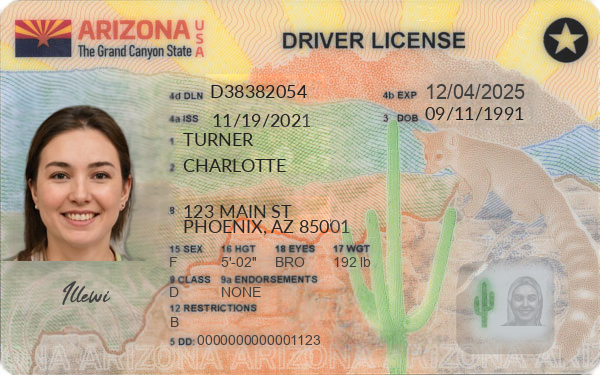 ARIZONA USA
The Grand Canyon State
DRIVER LICENSE
4d DLN D38382054
4b EXP 12/04/2025
4a ISS 11/19/2021
3 DOB 09/11/1991
1 TURNER
2 CHARLOTTE
8 123 MAIN ST
PHOENIX, AZ 85001
15 SEX 16 HGT 18 EYES 17 WGT
F 5'-02" BRO 192 lb
9 CLASS 9a ENDORSEMENTS
D NONE
12 RESTRICTIONS
B
5 DD: 0000000000001123
Illewi
ARIZONA ARIZONA ARIZONA ARIZONA